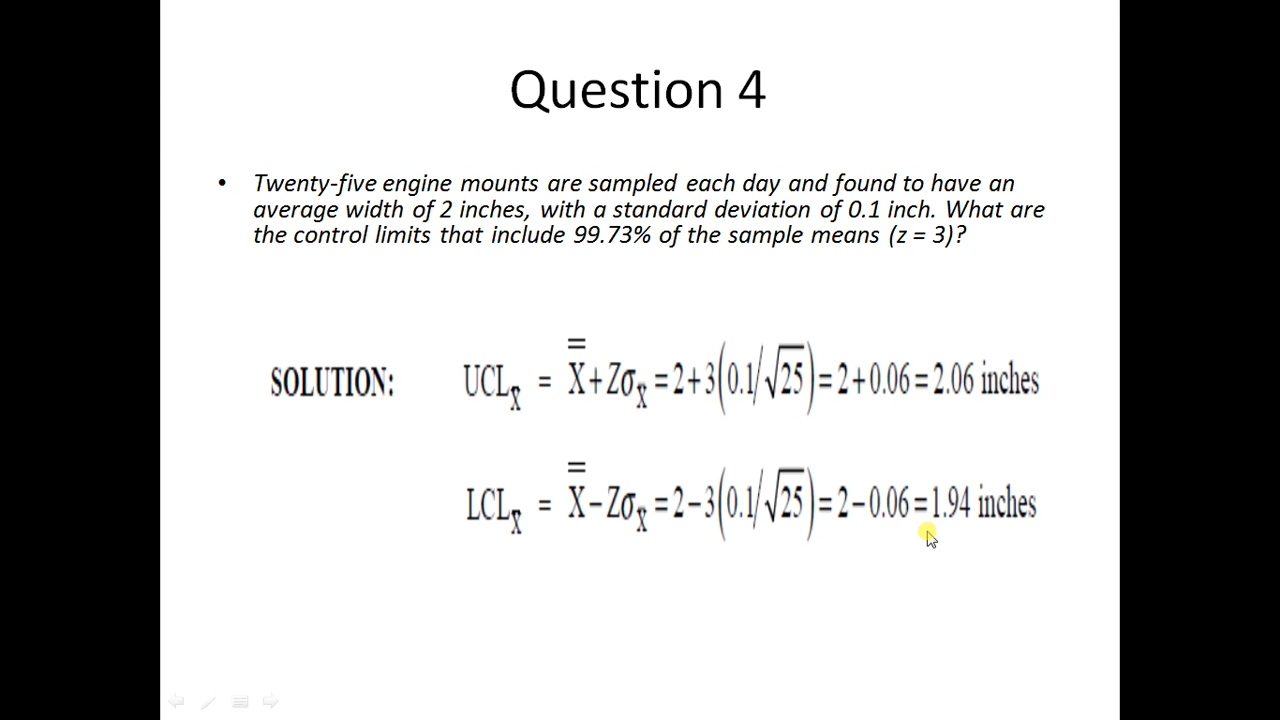 Question 4
• Twenty-five engine mounts are sampled each day and found to have an
average width of 2 inches, with a standard deviation of 0.1 inch. What are
the control limits that include 99.73% of the sample means (z = 3)?
SOLUTION: UCL_x̄ = X̿ + Zσ_x̄ = 2 + 3(0.1/√25) = 2 + 0.06 = 2.06 inches
LCL_x̄ = X̿ − Zσ_x̄ = 2 − 3(0.1/√25) = 2 − 0.06 = 1.94 inches